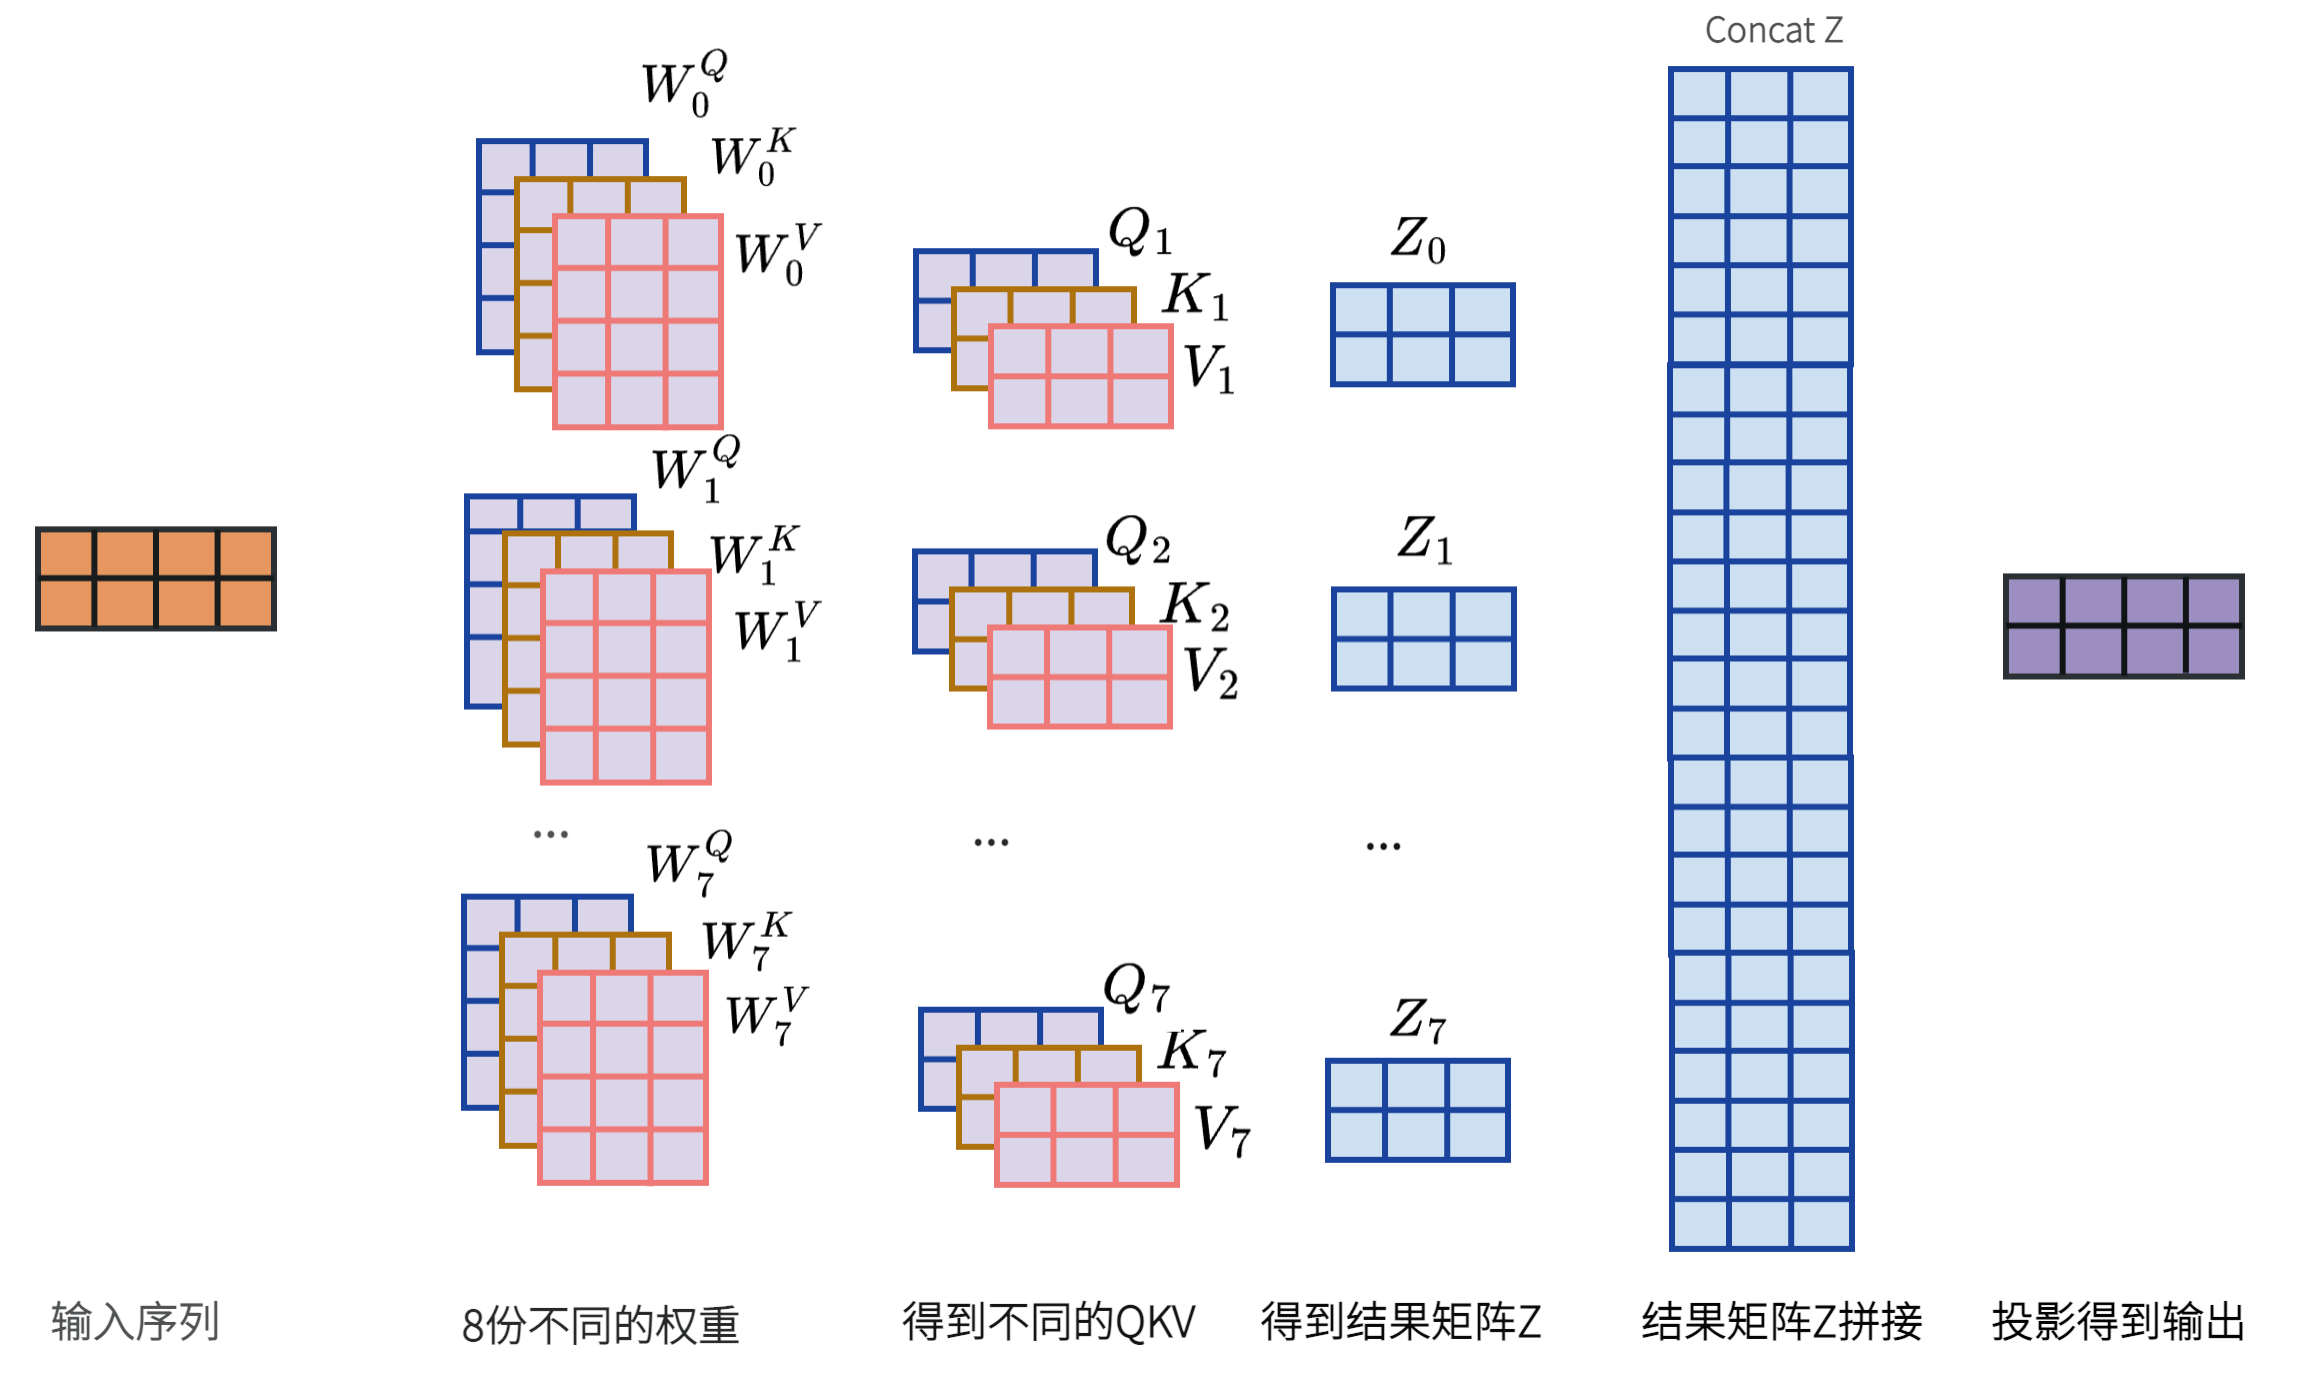 Concat Z
W_0^Q
W_0^K
W_0^V
Q_1
K_1
V_1
Z_0
W_1^Q
W_1^K
W_1^V
Q_2
K_2
V_2
Z_1
...
...
...
W_7^Q
W_7^K
W_7^V
Q_7
K_7
V_7
Z_7
输入序列
8份不同的权重
得到不同的QKV
得到结果矩阵Z
结果矩阵Z拼接
投影得到输出